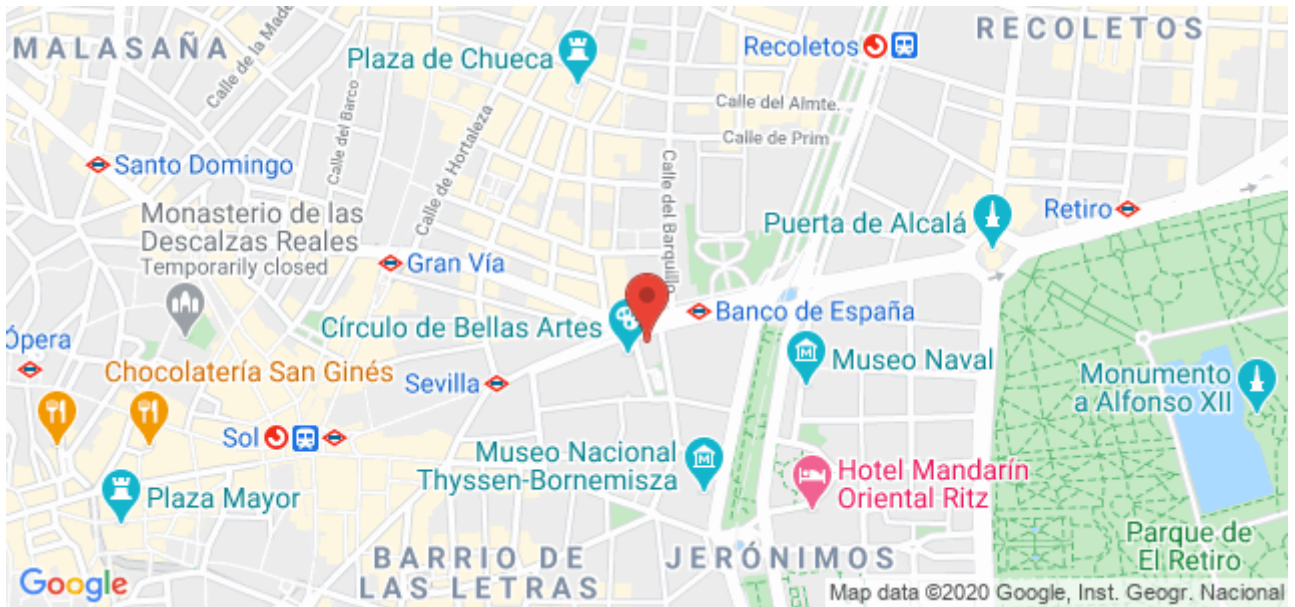 MALASAÑA
Calle de la Made
Plaza de Chueca
Recoletos
RECOLETOS
Calle del Barco
Calle de Hortaleza
Calle del Almte.
Calle de Prim
Santo Domingo
Calle del Barquillo
Monasterio de las
Descalzas Reales
Temporarily closed
Puerta de Alcalá
Retiro
Gran Vía
Círculo de Bellas Artes
Banco de España
Ópera
Chocolatería San Ginés
Sevilla
Museo Naval
Monumento
a Alfonso XII
Sol
Museo Nacional
Thyssen-Bornemisza
Hotel Mandarín
Oriental Ritz
Plaza Mayor
Parque de
El Retiro
BARRIO DE
LAS LETRAS
JERÓNIMOS
Google
Map data ©2020 Google, Inst. Geogr. Nacional